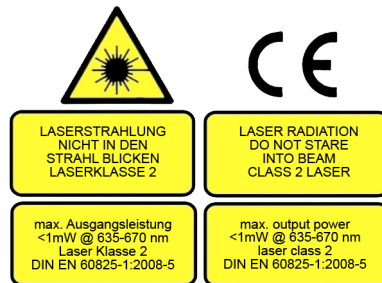 CE
LASERSTRAHLUNG
NICHT IN DEN
STRAHL BLICKEN
LASERKLASSE 2
LASER RADIATION
DO NOT STARE
INTO BEAM
CLASS 2 LASER
max. Ausgangsleistung
<1mW @ 635-670 nm
Laser Klasse 2
DIN EN 60825-1:2008-5
max. output power
<1mW @ 635-670 nm
laser class 2
DIN EN 60825-1:2008-5